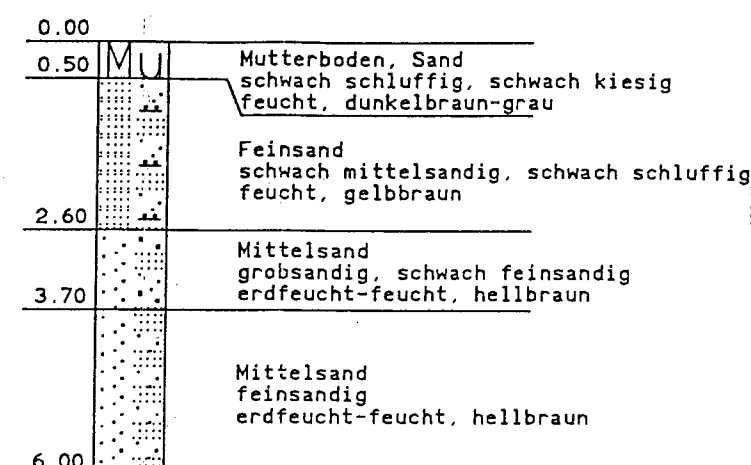 0.00
0.50 MU Mutterboden, Sand
schwach schluffig, schwach kiesig
feucht, dunkelbraun-grau
Feinsand
schwach mittelsandig, schwach schluffig
feucht, gelbbraun
2.60
Mittelsand
grobsandig, schwach feinsandig
3.70 erdfeucht-feucht, hellbraun
Mittelsand
feinsandig
erdfeucht-feucht, hellbraun
6.00